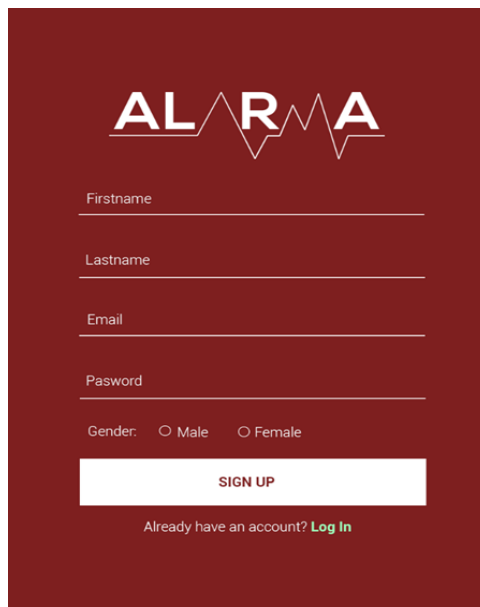 ALARMA
Firstname
Lastname
Email
Pasword
Gender: Male Female
SIGN UP
Already have an account? Log In